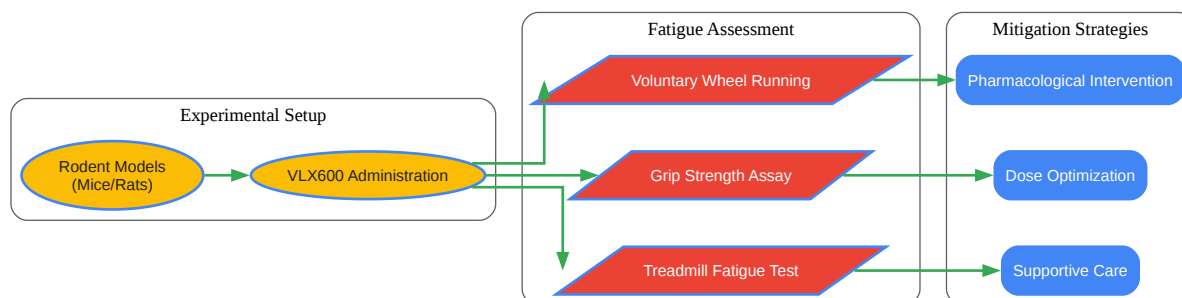 Experimental Setup
Rodent Models
(Mice/Rats)
VLX600 Administration
Fatigue Assessment
Voluntary Wheel Running
Grip Strength Assay
Treadmill Fatigue Test
Mitigation Strategies
Pharmacological Intervention
Dose Optimization
Supportive Care